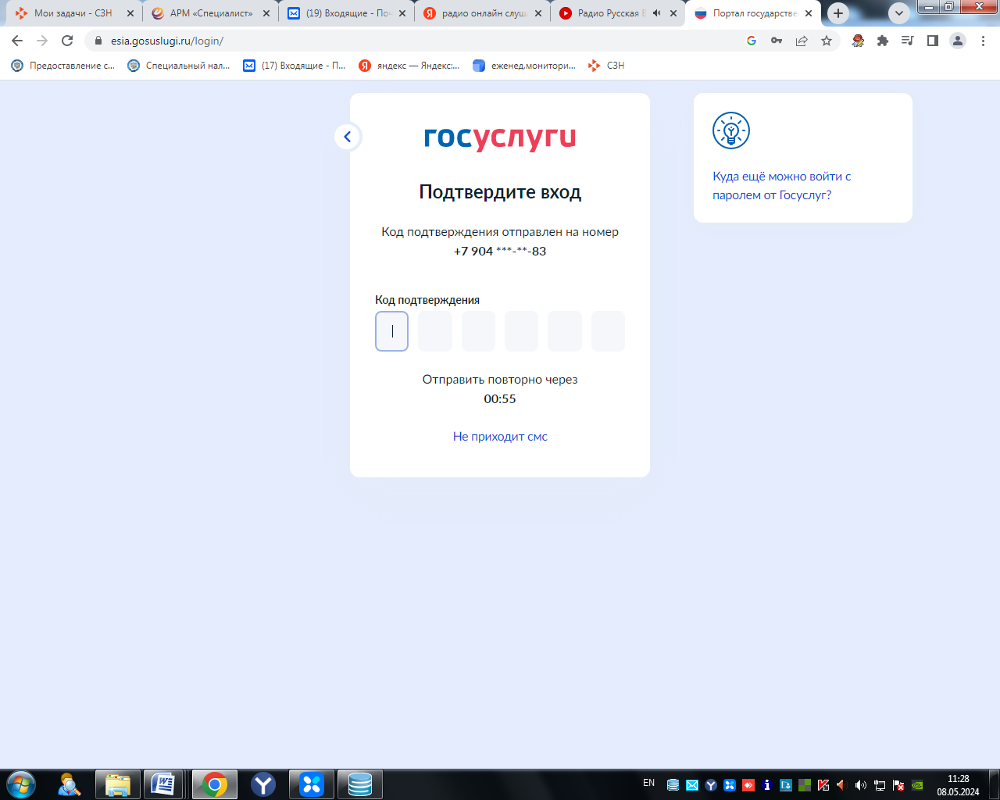 Мои задачи - СЗН
АРМ «Специалист»
(19) Входящие - Поч
радио онлайн слуш
Радио Русская В
Портал государстве
esia.gosuslugi.ru/login/
Предоставление с...
Специальный нал...
(17) Входящие - П...
яндекс — Яндекс:...
еженед.монитори...
СЗН
госуслуги
Подтвердите вход
Код подтверждения отправлен на номер
+7 904 ***-**-83
Код подтверждения
Отправить повторно через
00:55
Не приходит смс
Куда ещё можно войти с
паролем от Госуслуг?
EN
11:28
08.05.2024